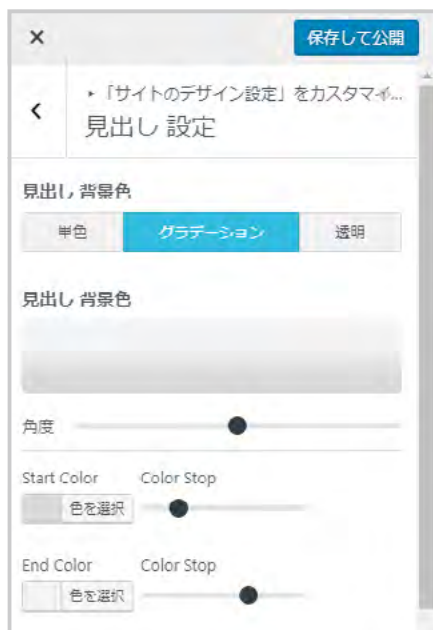 ×
保存して公開
▸「サイトのデザイン設定」をカスタマイ...
見出し 設定
見出し 背景色
単色 グラデーション 透明
見出し 背景色
角度
Start Color Color Stop
色を選択
End Color Color Stop
色を選択